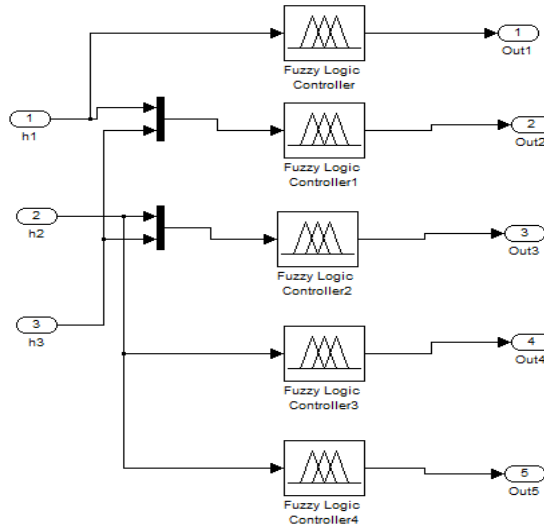 1
Fuzzy Logic
Controller
Out1
1
h1
2
Fuzzy Logic
Controller1
Out2
2
h2
3
Fuzzy Logic
Controller2
Out3
3
h3
4
Fuzzy Logic
Controller3
Out4
5
Fuzzy Logic
Controller4
Out5